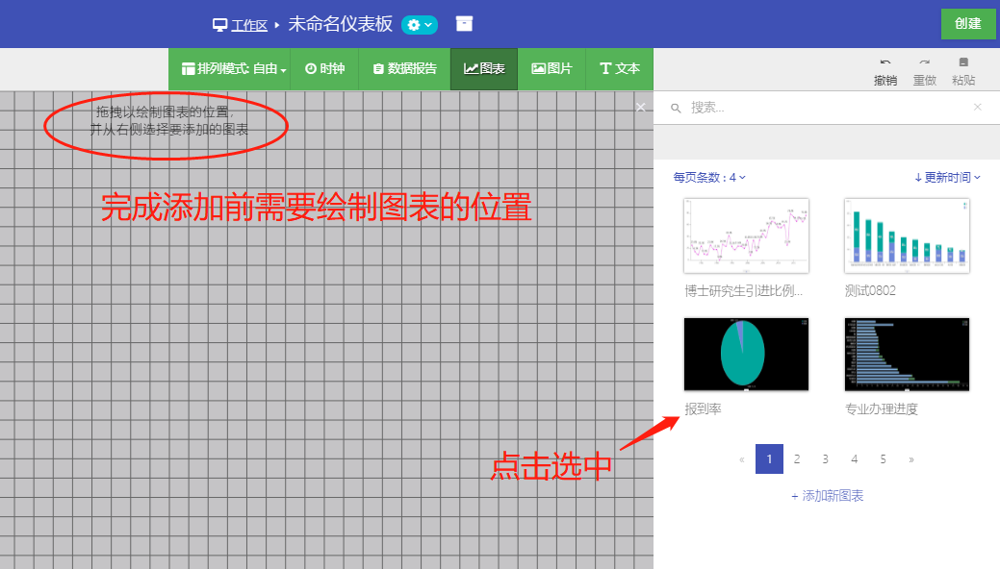 工作区 ▸ 未命名仪表板
创建
排列模式: 自由
时钟
数据报告
图表
图片
文本
撤销
重做
粘贴
拖拽以绘制图表的位置，
并从右侧选择要添加的图表
搜索...
完成添加前需要绘制图表的位置
每页条数 : 4
↓更新时间
博士研究生引进比例...
测试0802
报到率
专业办理进度
点击选中
« 1 2 3 4 5 »
+ 添加新图表